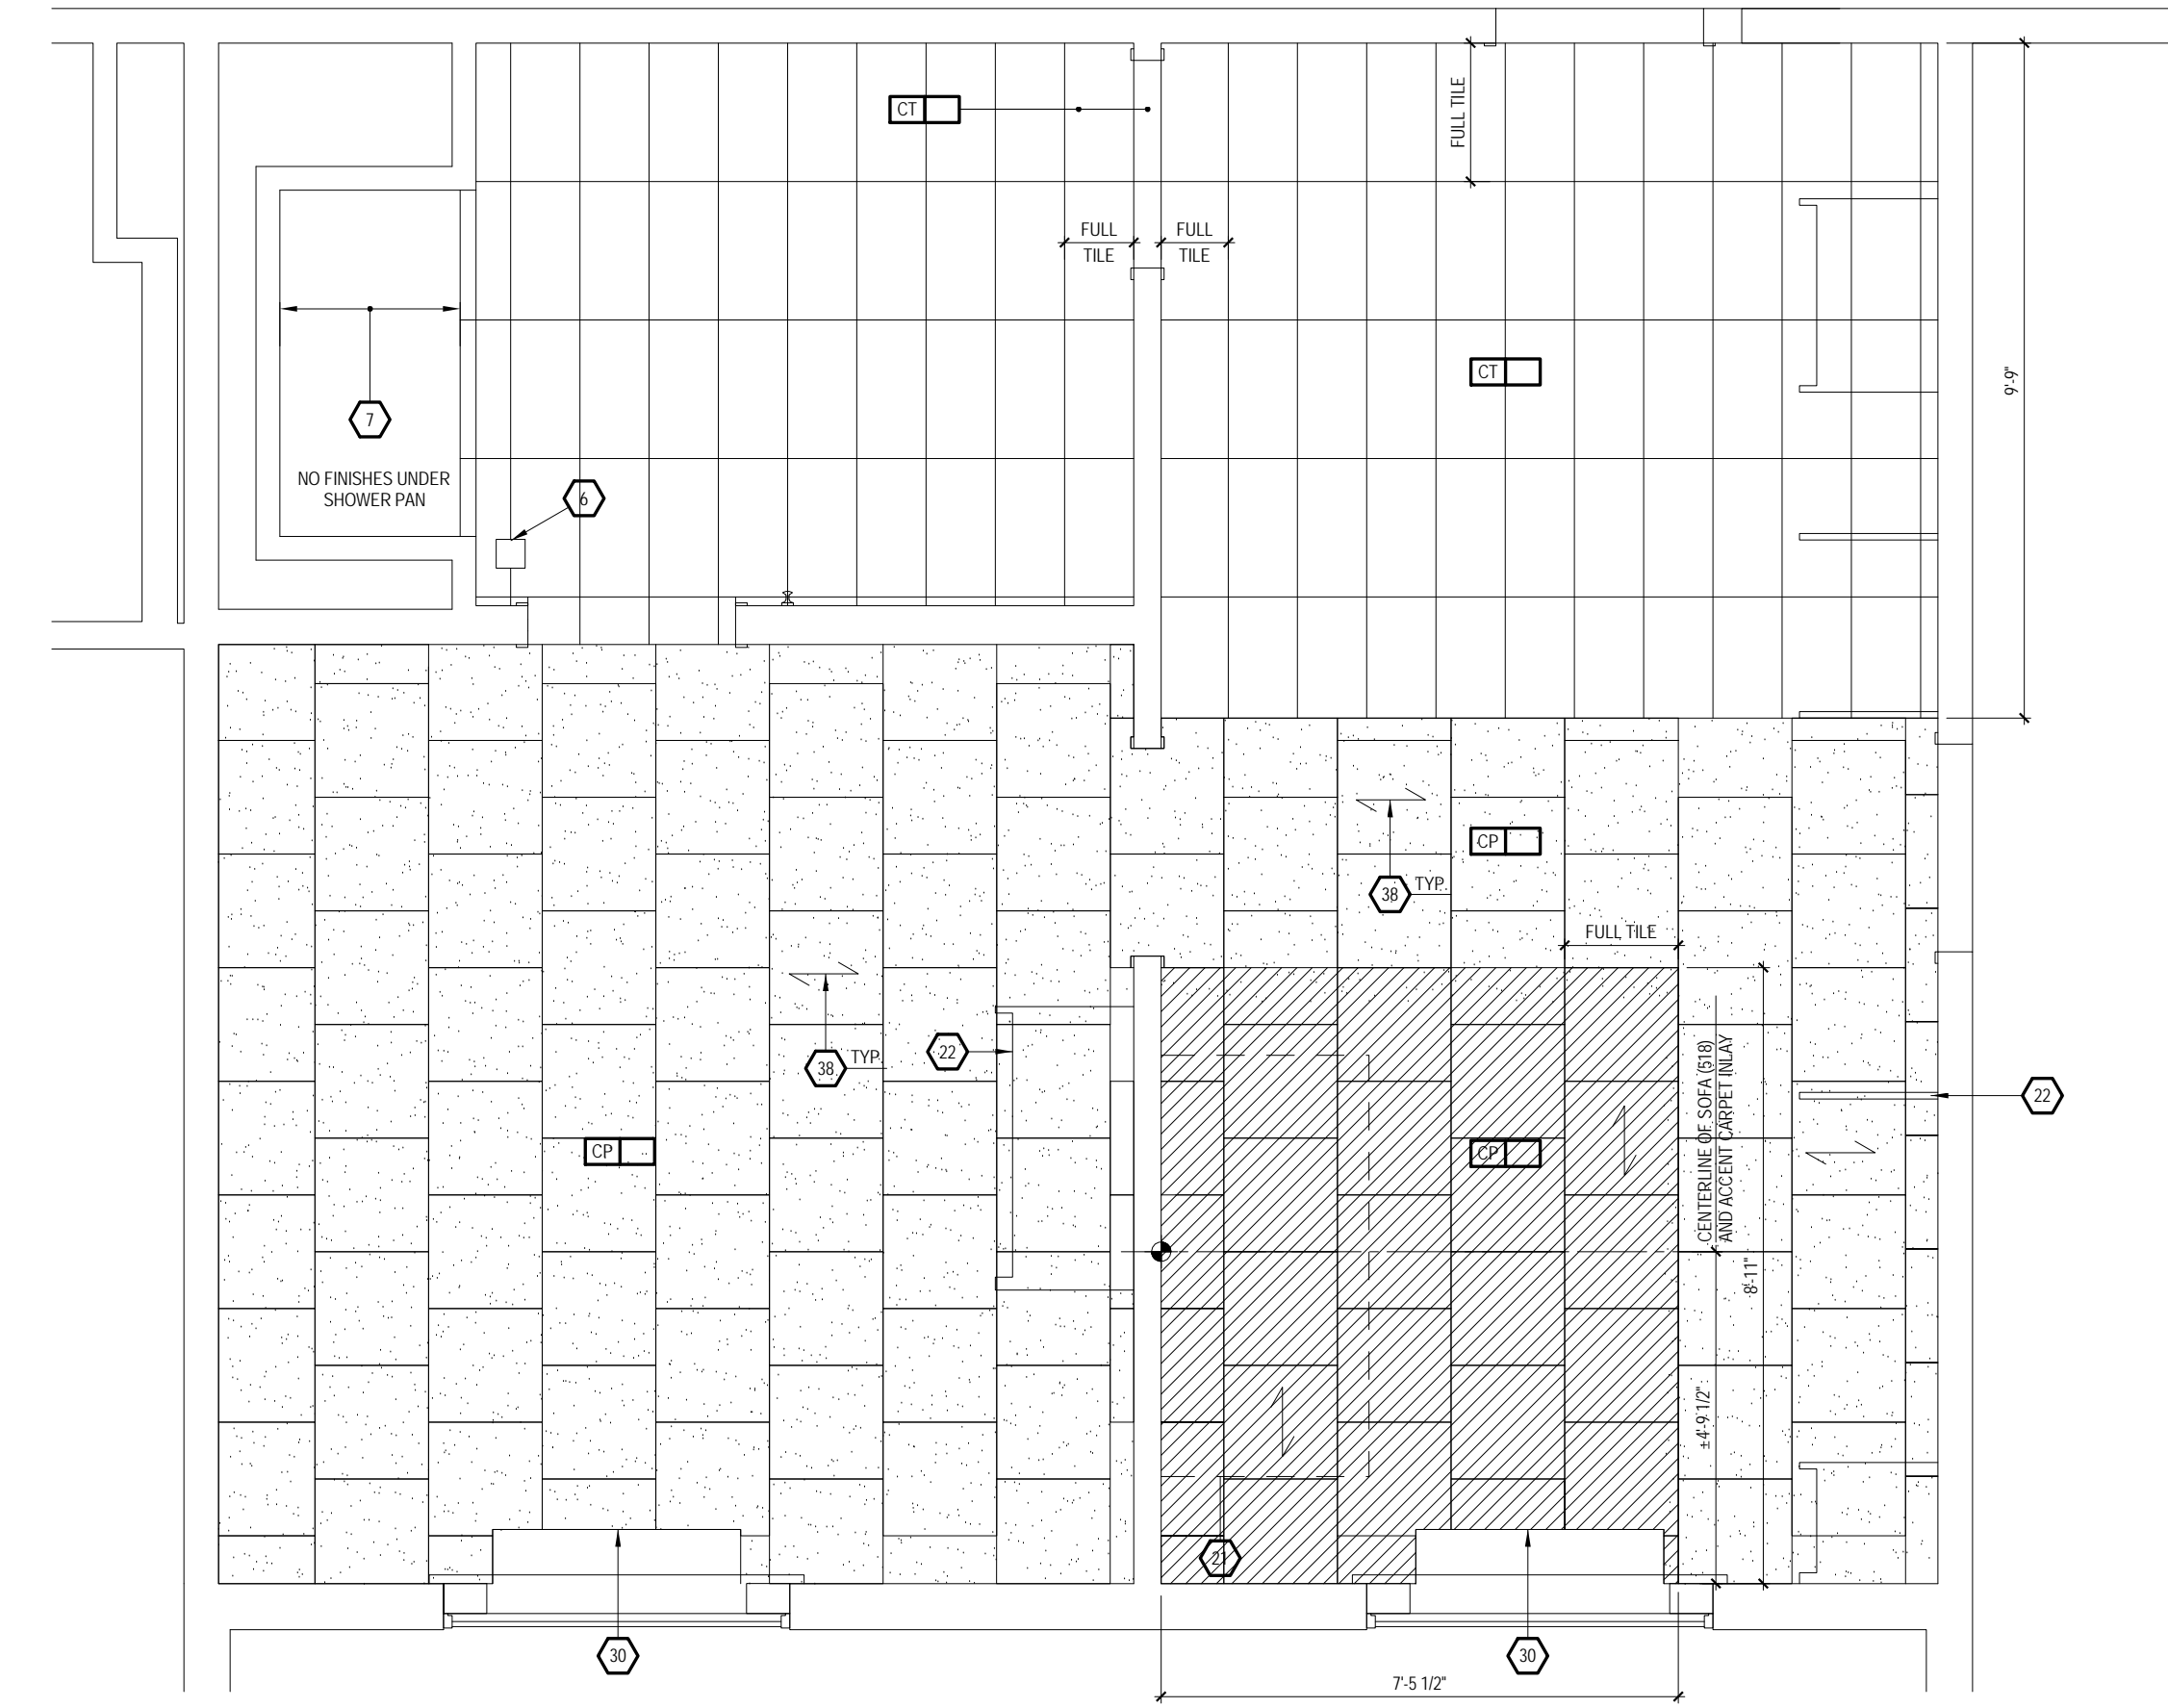 CT
FULL TILE
FULL
TILE
FULL
TILE
CT
9'-9"
7
NO FINISHES UNDER
SHOWER PAN
6
CP
38
TYP.
FULL TILE
38
TYP.
22
CENTERLINE OF SOFA (518)
AND ACCENT CARPET INLAY
22
CP
CP
8'-11"
±4'-9 1/2"
21
30
30
7'-5 1/2"